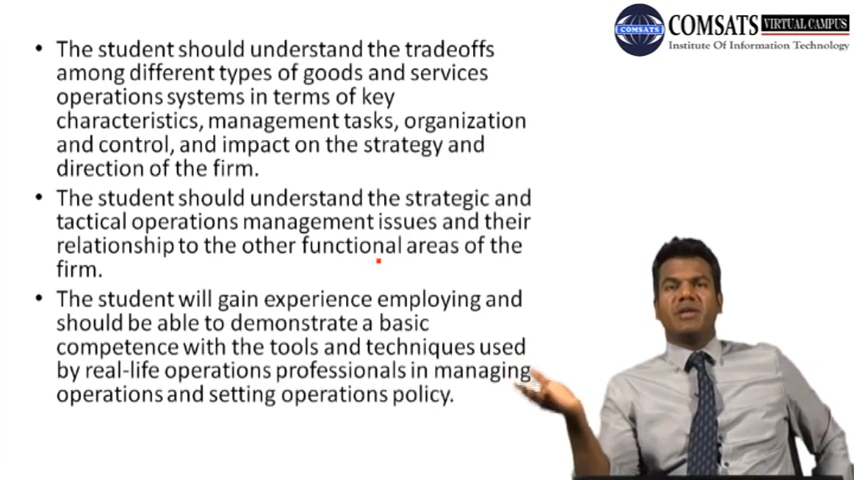 COMSATS
COMSATS VIRTUAL CAMPUS
Institute Of Information Technology
• The student should understand the tradeoffs
among different types of goods and services
operations systems in terms of key
characteristics, management tasks, organization
and control, and impact on the strategy and
direction of the firm.
• The student should understand the strategic and
tactical operations management issues and their
relationship to the other functional areas of the
firm.
• The student will gain experience employing and
should be able to demonstrate a basic
competence with the tools and techniques used
by real-life operations professionals in managing
operations and setting operations policy.